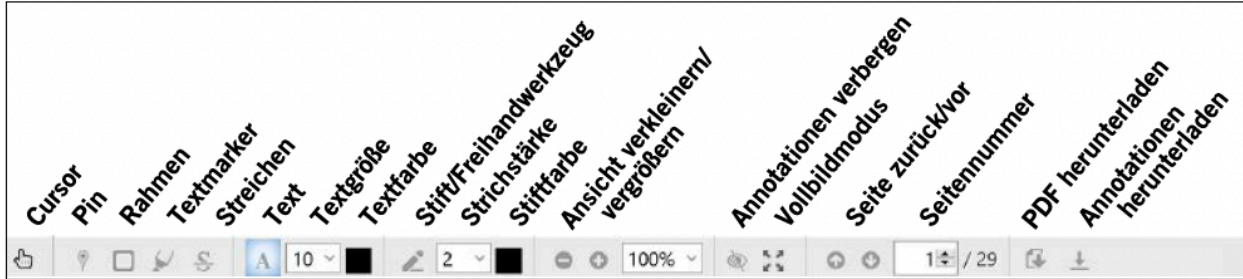 Cursor
Pin
Rahmen
Textmarker
Streichen
Text
Textgröße
Textfarbe
Stift/Freihandwerkzeug
Strichstärke
Stiftfarbe
Ansicht verkleinern/
vergrößern
Annotationen verbergen
Vollbildmodus
Seite zurück/vor
Seitennummer
PDF herunterladen
Annotationen
herunterladen
S A 10 2 100% 1 / 29